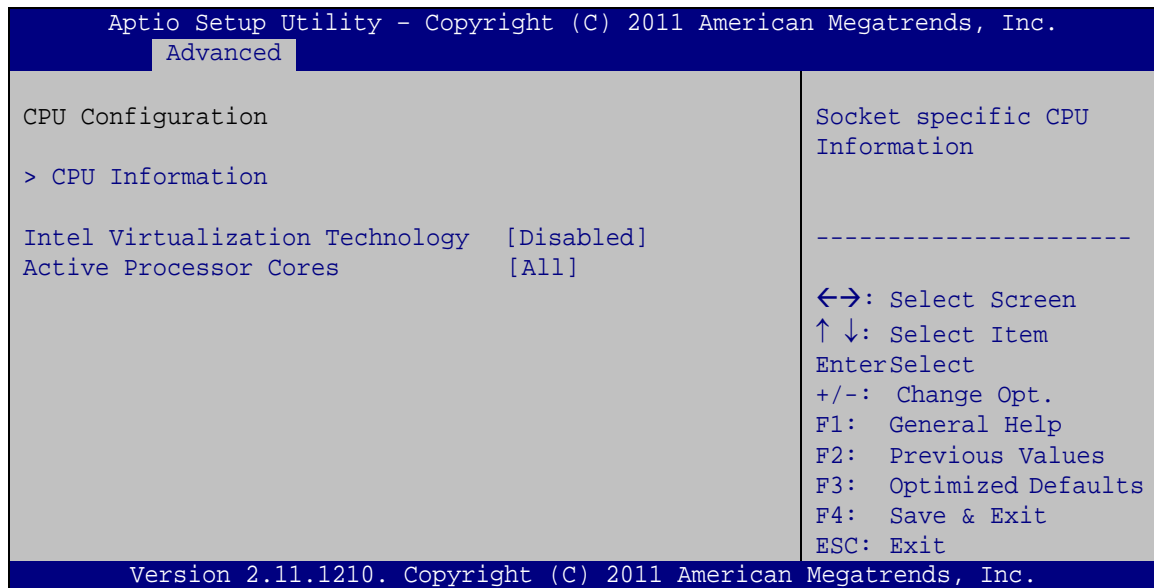 Aptio Setup Utility – Copyright (C) 2011 American Megatrends, Inc.
Advanced
CPU Configuration
> CPU Information
Intel Virtualization Technology [Disabled]
Active Processor Cores [All]
Socket specific CPU
Information
----------------------
←→: Select Screen
↑ ↓: Select Item
EnterSelect
+/-: Change Opt.
F1: General Help
F2: Previous Values
F3: Optimized Defaults
F4: Save & Exit
ESC: Exit
Version 2.11.1210. Copyright (C) 2011 American Megatrends, Inc.